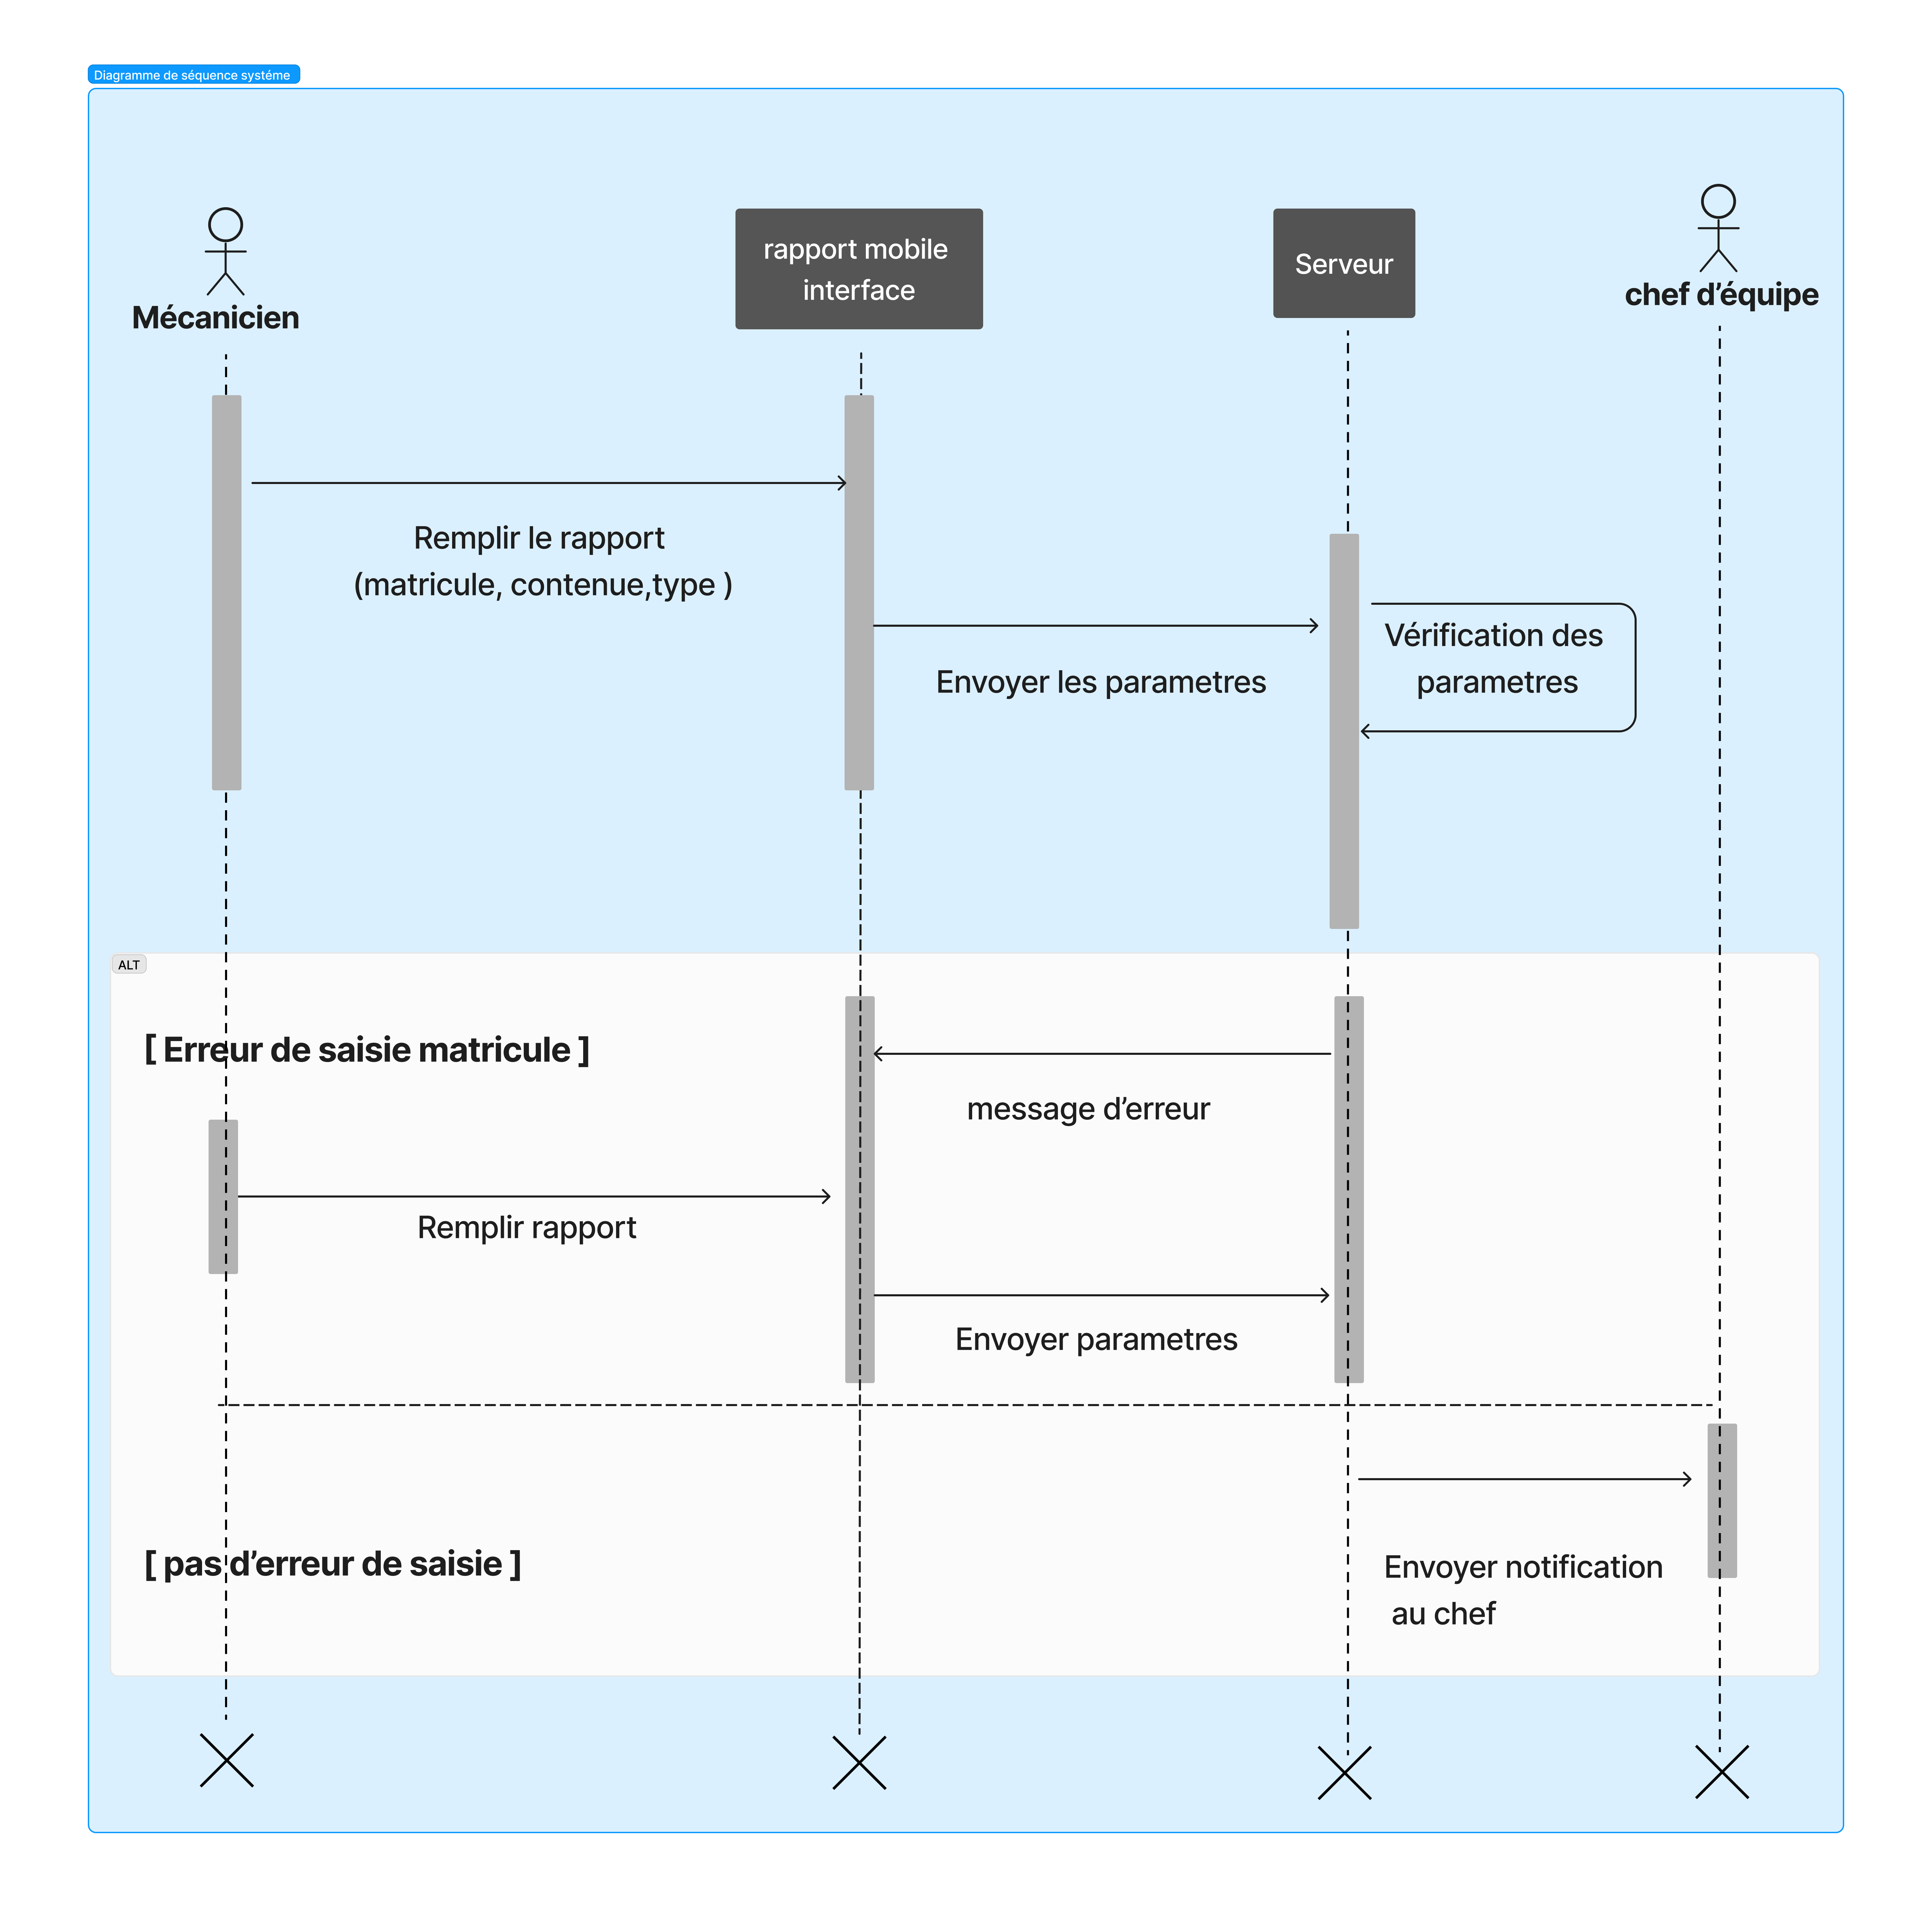 Diagramme de séquence systéme
Mécanicien
rapport mobile
interface
Serveur
chef d’équipe
Remplir le rapport
(matricule, contenue,type )
Envoyer les parametres
Vérification des
parametres
ALT
[ Erreur de saisie matricule ]
message d’erreur
Remplir rapport
Envoyer parametres
[ pas d’erreur de saisie ]
Envoyer notification
au chef